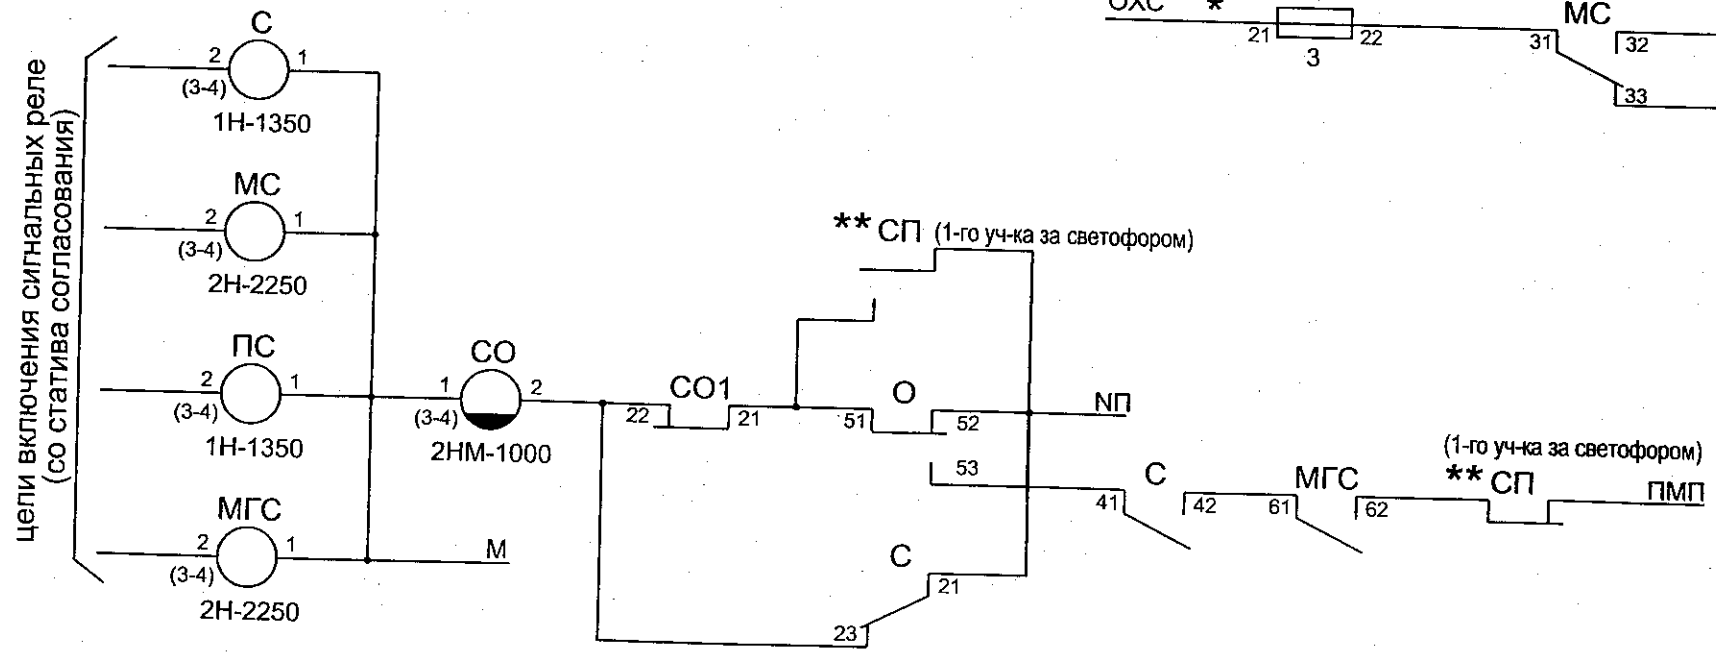 ОХС *
21 22
3
МС
31 32
33
цепи включения сигнальных реле
(со статива согласования)
С
2 1
(3-4)
1Н-1350
МС
2 1
(3-4)
2Н-2250
ПС
2 1
(3-4)
1Н-1350
МГС
2 1
(3-4)
2Н-2250
М
СО
1 2
(3-4)
2НМ-1000
СО1
22 21
** СП (1-го уч-ка за светофором)
О
51 52
53
NП
С
41 42
МГС
61 62
(1-го уч-ка за светофором)
** СП
ПМП
С
21
23